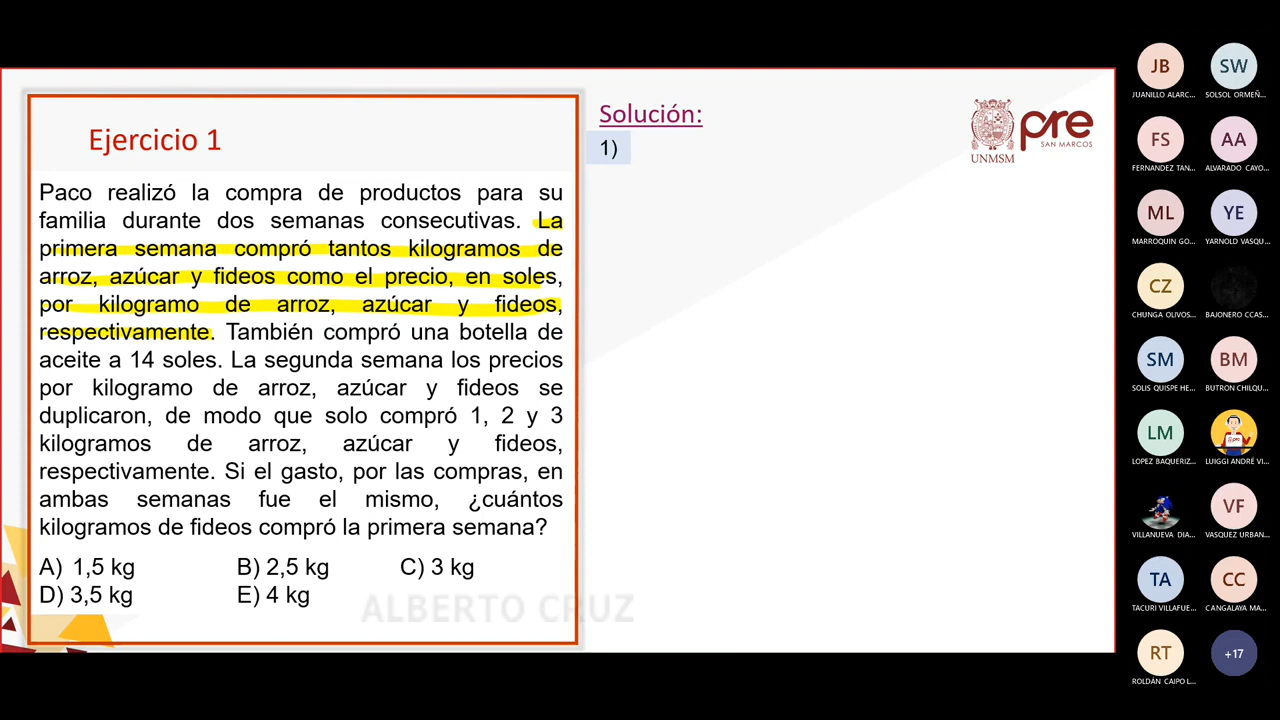 Ejercicio 1
Paco realizó la compra de productos para su
familia durante dos semanas consecutivas. La
primera semana compró tantos kilogramos de
arroz, azúcar y fideos como el precio, en soles,
por kilogramo de arroz, azúcar y fideos,
respectivamente. También compró una botella de
aceite a 14 soles. La segunda semana los precios
por kilogramo de arroz, azúcar y fideos se
duplicaron, de modo que solo compró 1, 2 y 3
kilogramos de arroz, azúcar y fideos,
respectivamente. Si el gasto, por las compras, en
ambas semanas fue el mismo, ¿cuántos
kilogramos de fideos compró la primera semana?
A) 1,5 kg B) 2,5 kg C) 3 kg
D) 3,5 kg E) 4 kg
ALBERTO CRUZ
Solución:
1)
UNMSM
pre
SAN MARCOS
JB SW
JUANILLO ALARC... SOLSOL ORMEÑ...
FS AA
FERNANDEZ TAN... ALVARADO CAYO...
ML YE
MARROQUIN GO... YARNOLD VASQU...
CZ
CHUNGA OLIVOS... BAJONERO CCAS...
SM BM
SOLIS QUISPE HE... BUTRON CHILQU...
LM
LOPEZ BAQUERIZ... LUIGGI ANDRÉ VI...
VF
VILLANUEVA DIA... VASQUEZ URBAN...
TA CC
TACURI VILLAFUE... CANGALAYA MA...
RT +17
ROLDÁN CAIPO L...